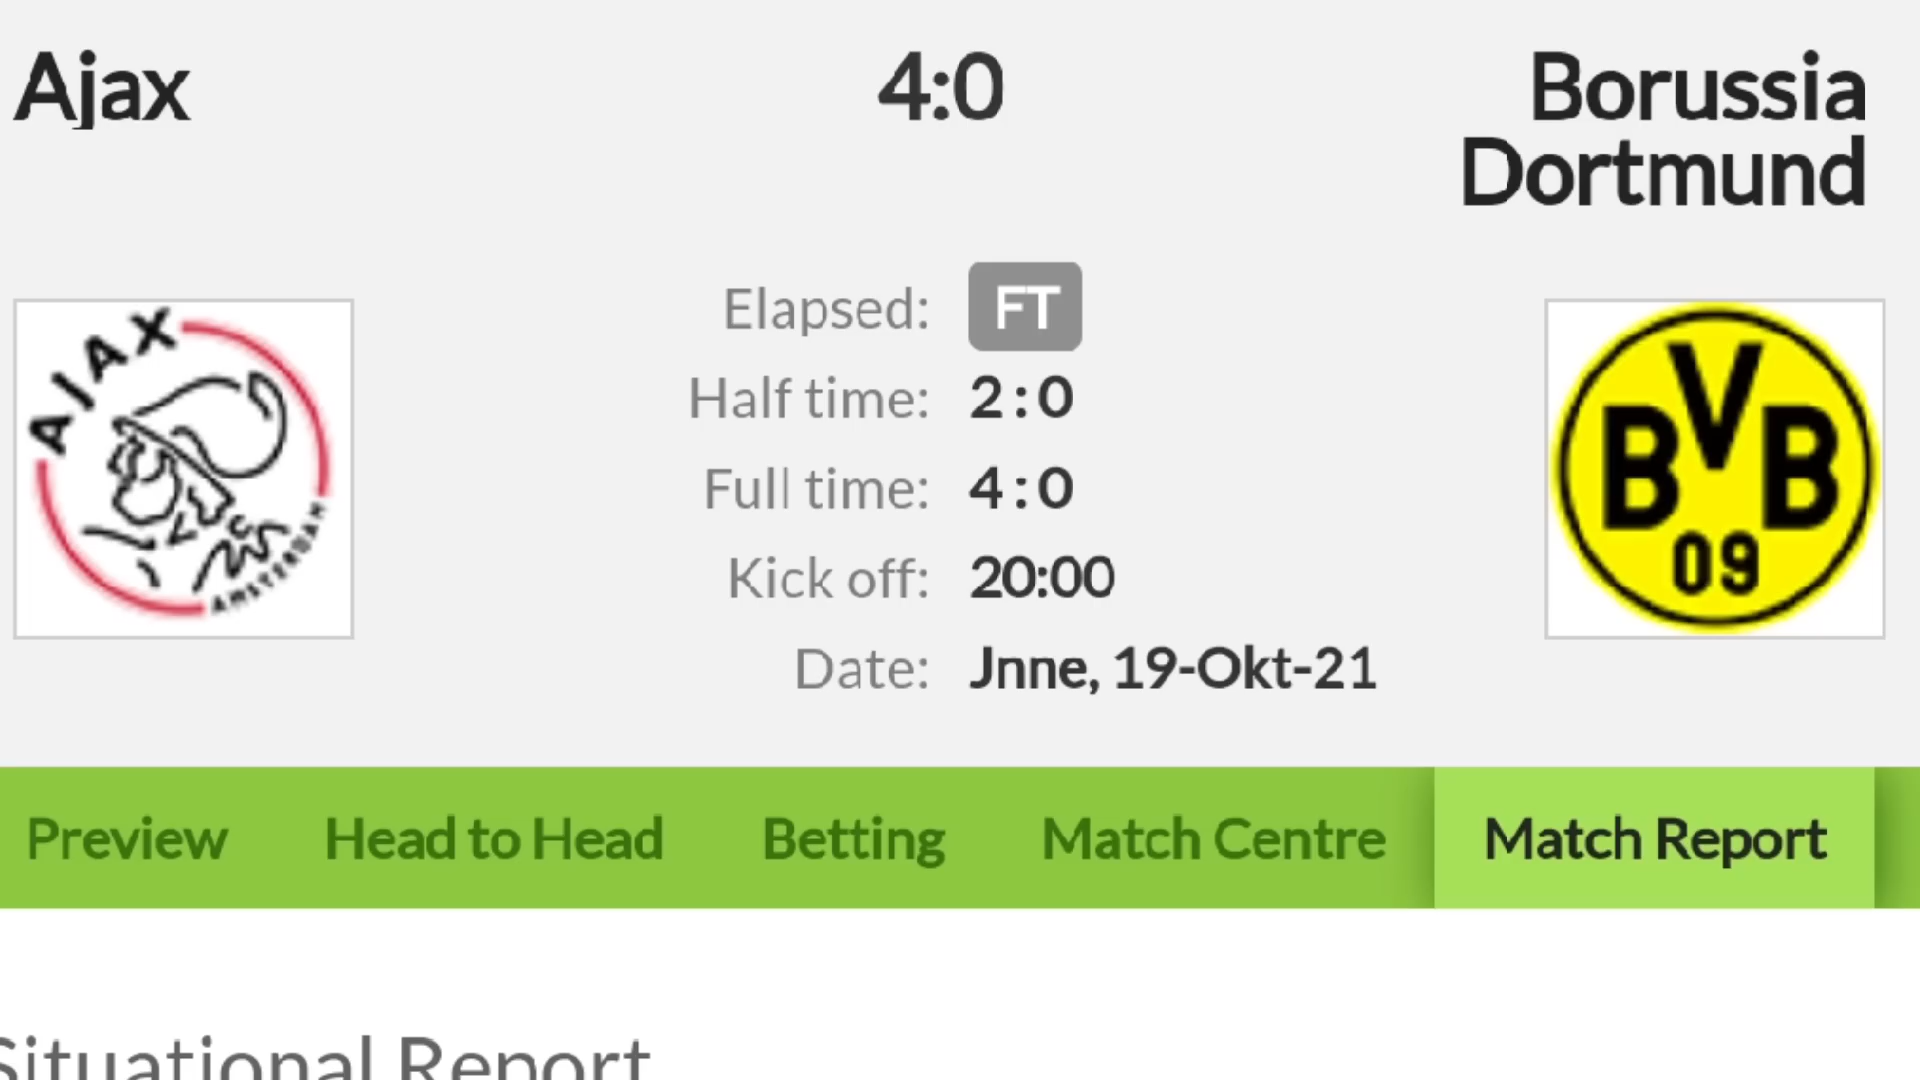 Ajax
4:0
Borussia
Dortmund
Elapsed: FT
Half time: 2 : 0
Full time: 4 : 0
Kick off: 20:00
Date: Jnne, 19-Okt-21
AJAX
AMSTERDAM
BVB
09
Preview Head to Head Betting Match Centre Match Report
Situational Report